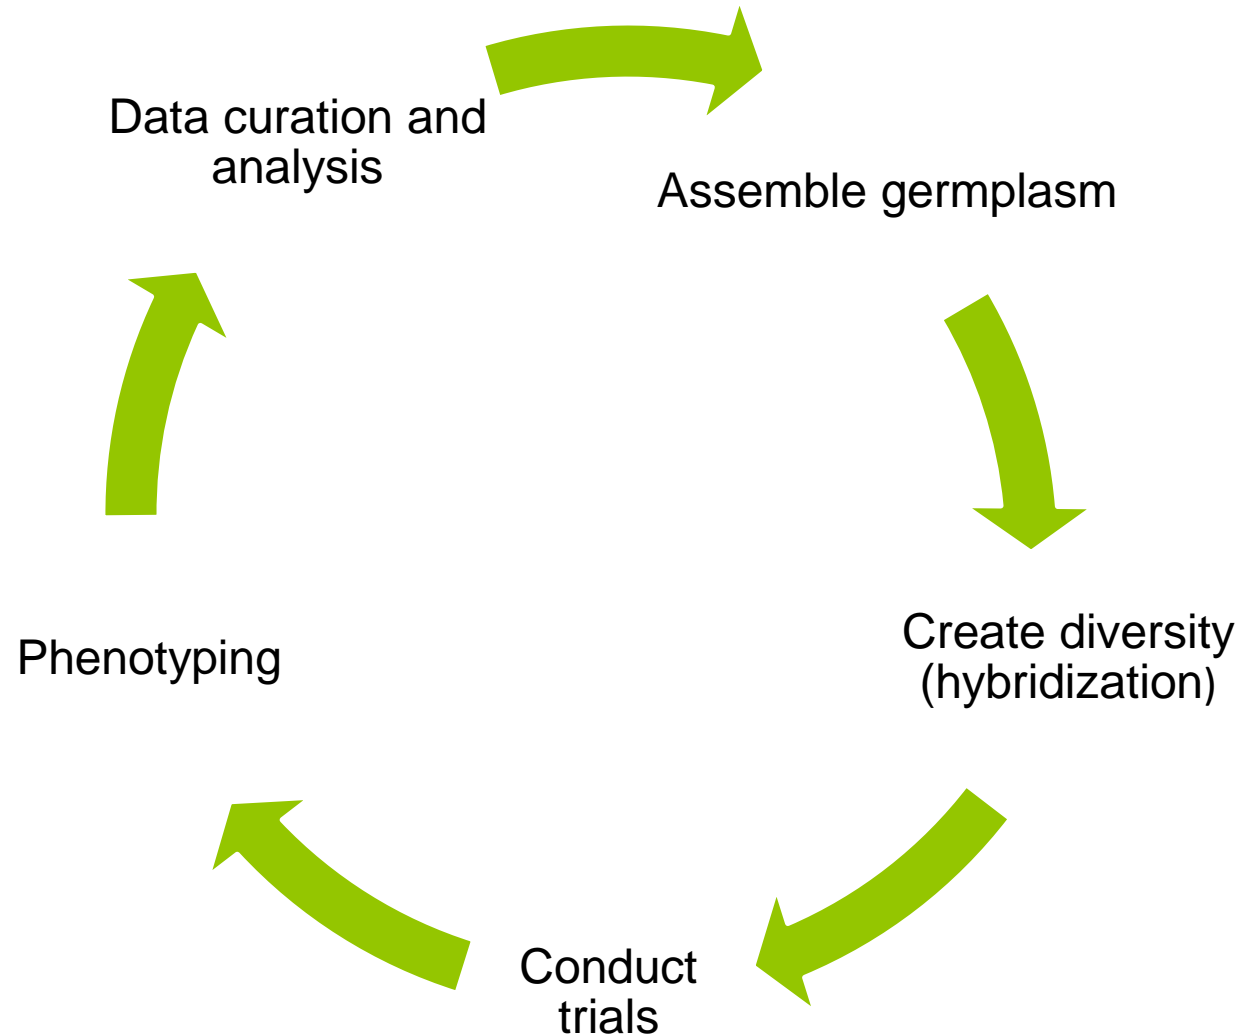 Data curation and
analysis
Assemble germplasm
Create diversity
(hybridization)
Conduct
trials
Phenotyping